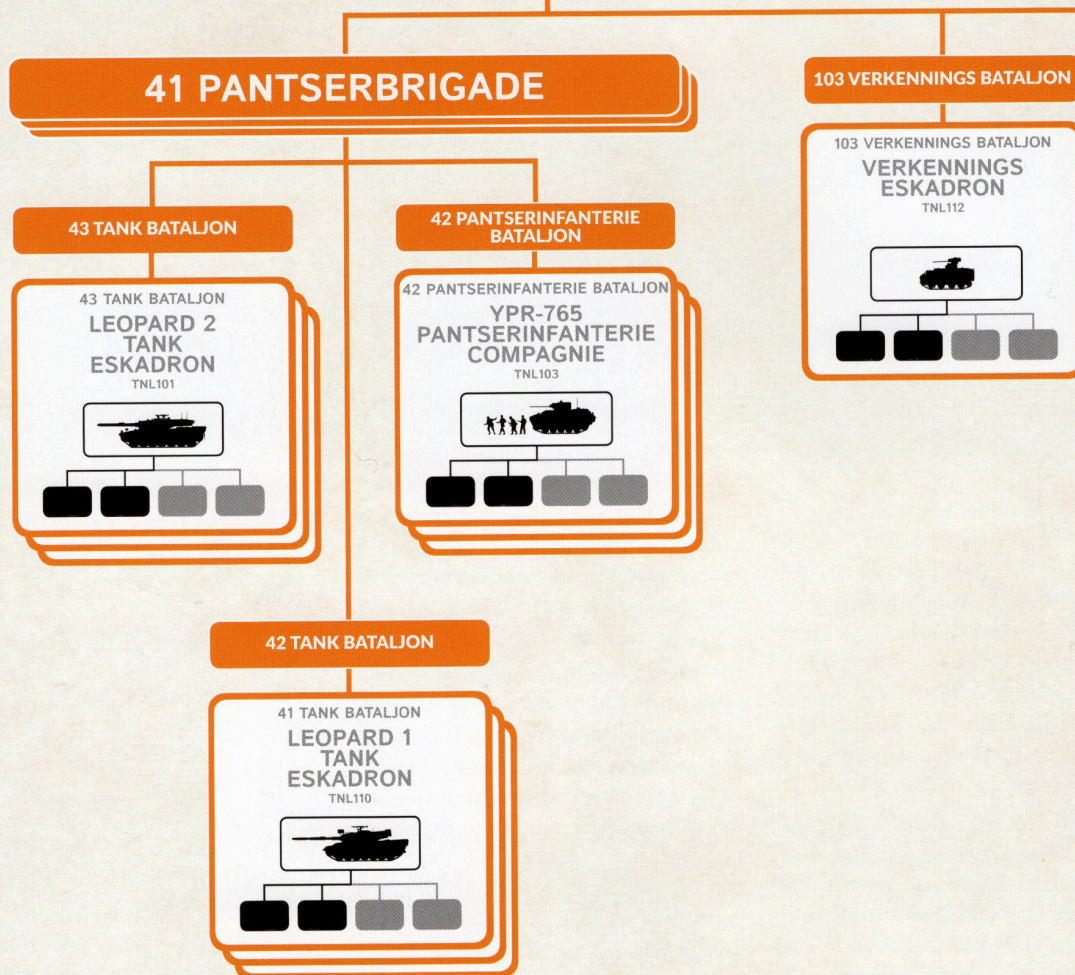 41 PANTSERBRIGADE
103 VERKENNINGS BATALJON
103 VERKENNINGS BATALJON
VERKENNINGS
ESKADRON
TNL112
43 TANK BATALJON
43 TANK BATALJON
LEOPARD 2
TANK
ESKADRON
TNL101
42 PANTSERINFANTERIE
BATALJON
42 PANTSERINFANTERIE BATALJON
YPR-765
PANTSERINFANTERIE
COMPAGNIE
TNL103
42 TANK BATALJON
41 TANK BATALJON
LEOPARD 1
TANK
ESKADRON
TNL110